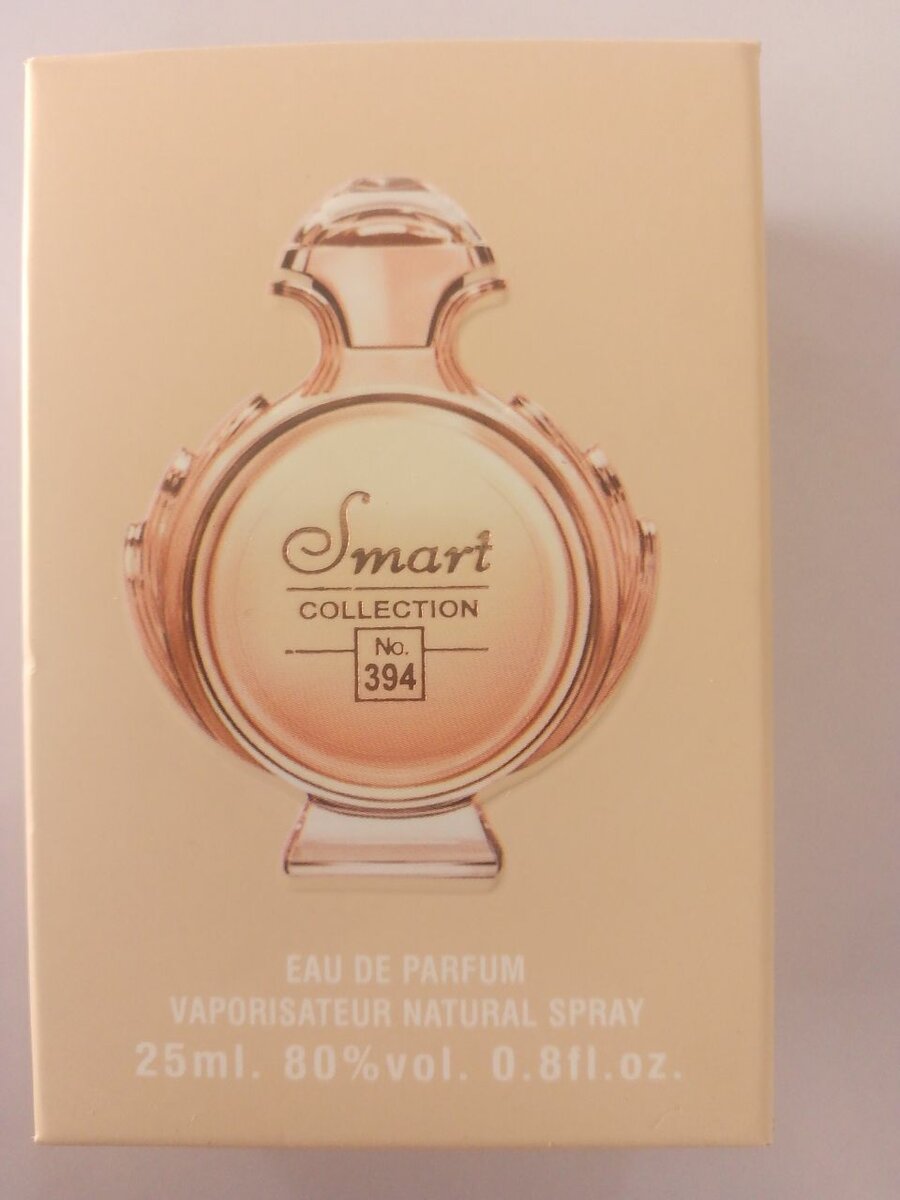 Smart
COLLECTION
No.
394
EAU DE PARFUM
VAPORISATEUR NATURAL SPRAY
25ml. 80%vol. 0.8fl.oz.